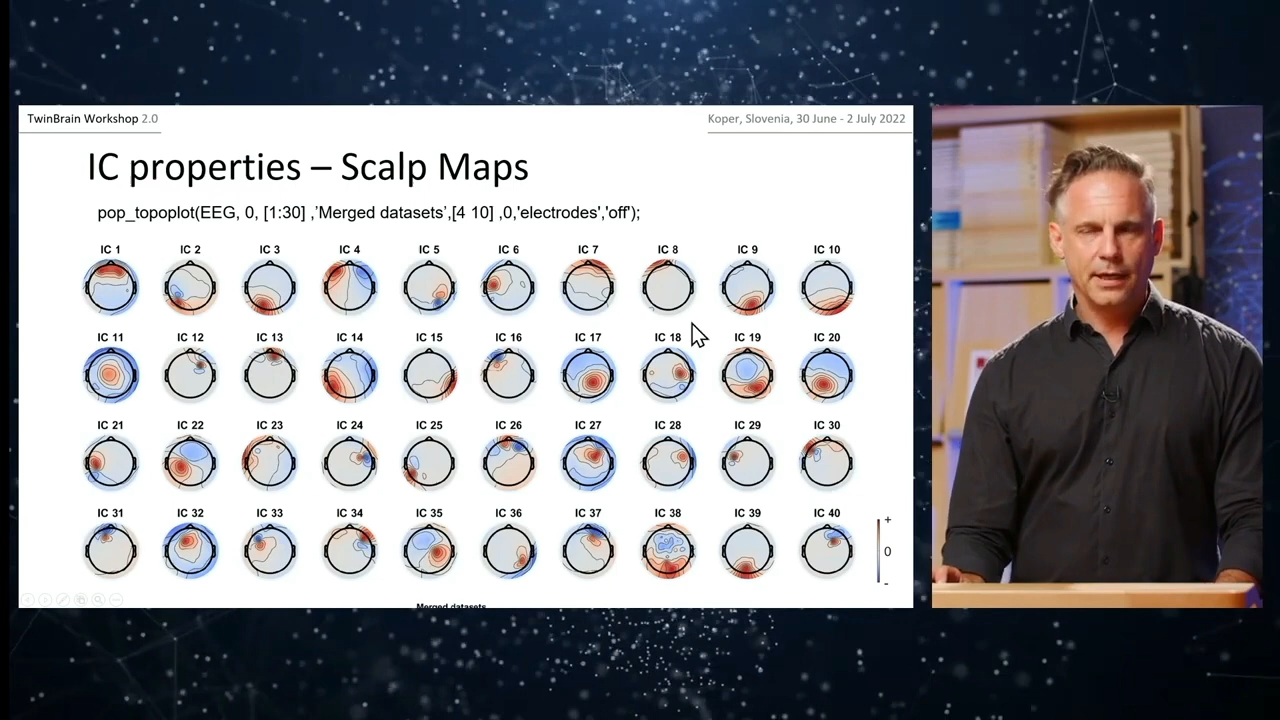 TwinBrain Workshop 2.0
Koper, Slovenia, 30 June - 2 July 2022
IC properties – Scalp Maps
pop_topoplot(EEG, 0, [1:30] ,'Merged datasets',[4 10] ,0,'electrodes','off');
IC 1 IC 2 IC 3 IC 4 IC 5 IC 6 IC 7 IC 8 IC 9 IC 10
IC 11 IC 12 IC 13 IC 14 IC 15 IC 16 IC 17 IC 18 IC 19 IC 20
IC 21 IC 22 IC 23 IC 24 IC 25 IC 26 IC 27 IC 28 IC 29 IC 30
IC 31 IC 32 IC 33 IC 34 IC 35 IC 36 IC 37 IC 38 IC 39 IC 40
+
0
-
Merged datasets